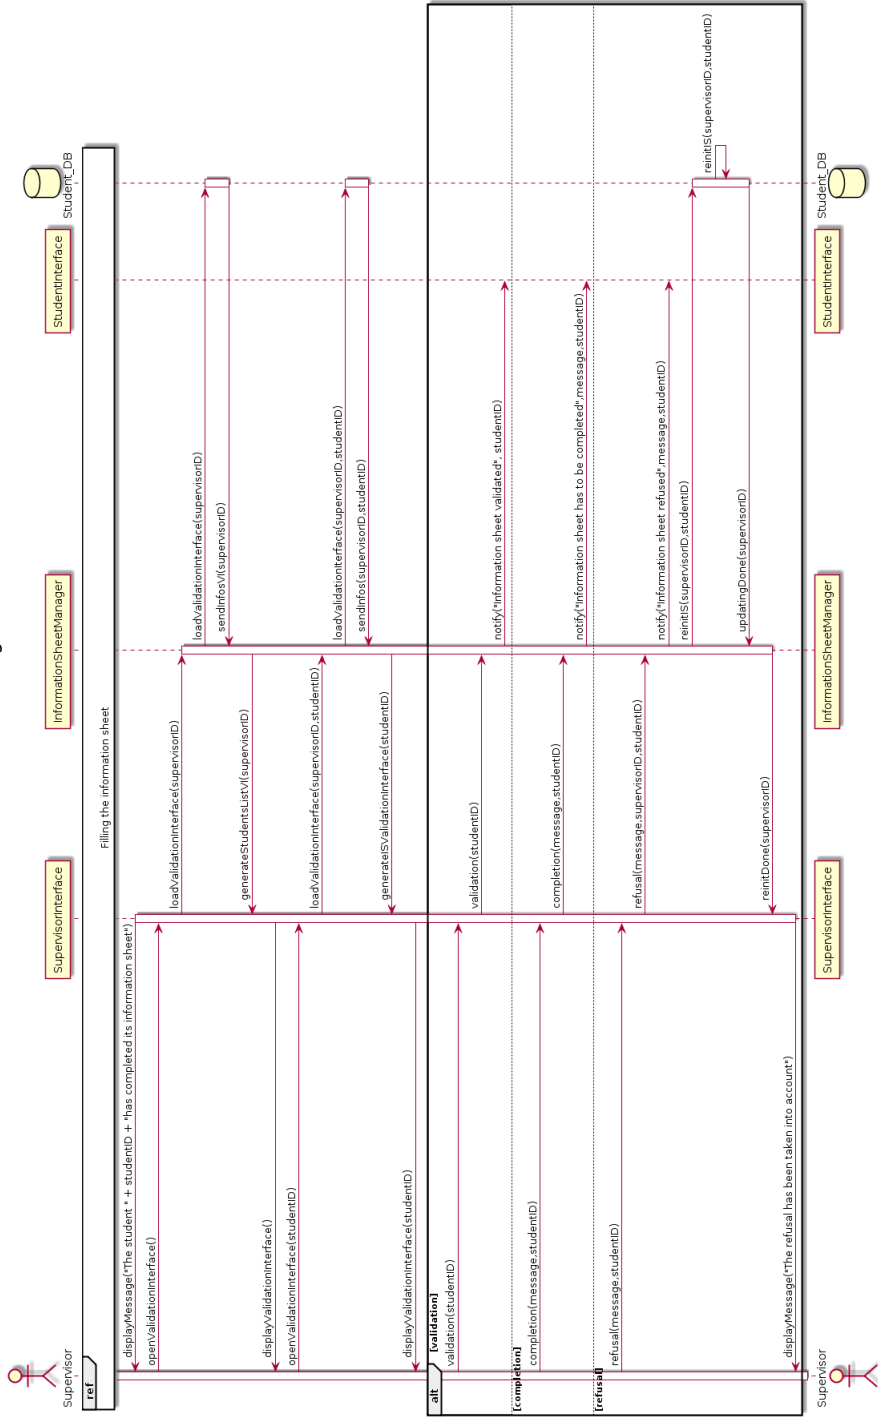 Supervisor
SupervisorInterface
InformationSheetManager
StudentInterface
Student_DB
ref
Filling the information sheet
displayMessage("The student " + studentID + "has completed its information sheet")
openValidationInterface()
loadValidationInterface(supervisorID)
loadValidationInterface(supervisorID)
sendInfosVI(supervisorID)
generateStudentsListVI(supervisorID)
displayValidationInterface()
openValidationInterface(studentID)
loadValidationInterface(supervisorID,studentID)
loadValidationIterface(supervisorID,studentID)
sendInfos(supervisorID,studentID)
generateISValidationInterface(studentID)
displayValidationInterface(studentID)
alt
[validation]
validation(studentID)
validation(studentID)
notify("Information sheet validated", studentID)
[completion]
completion(message,studentID)
completion(message,studentID)
notify("Information sheet has to be completed",message,studentID)
[refusal]
refusal(message,studentID)
refusal(message,supervisorID,studentID)
notify("Information sheet refused",message,studentID)
reinitIS(supervisorID,studentID)
reinitIS(supervisorID,studentID)
updatingDone(supervisorID)
reinitDone(supervisorID)
displayMessage("The refusal has been taken into account")
Supervisor
SupervisorInterface
InformationSheetManager
StudentInterface
Student_DB